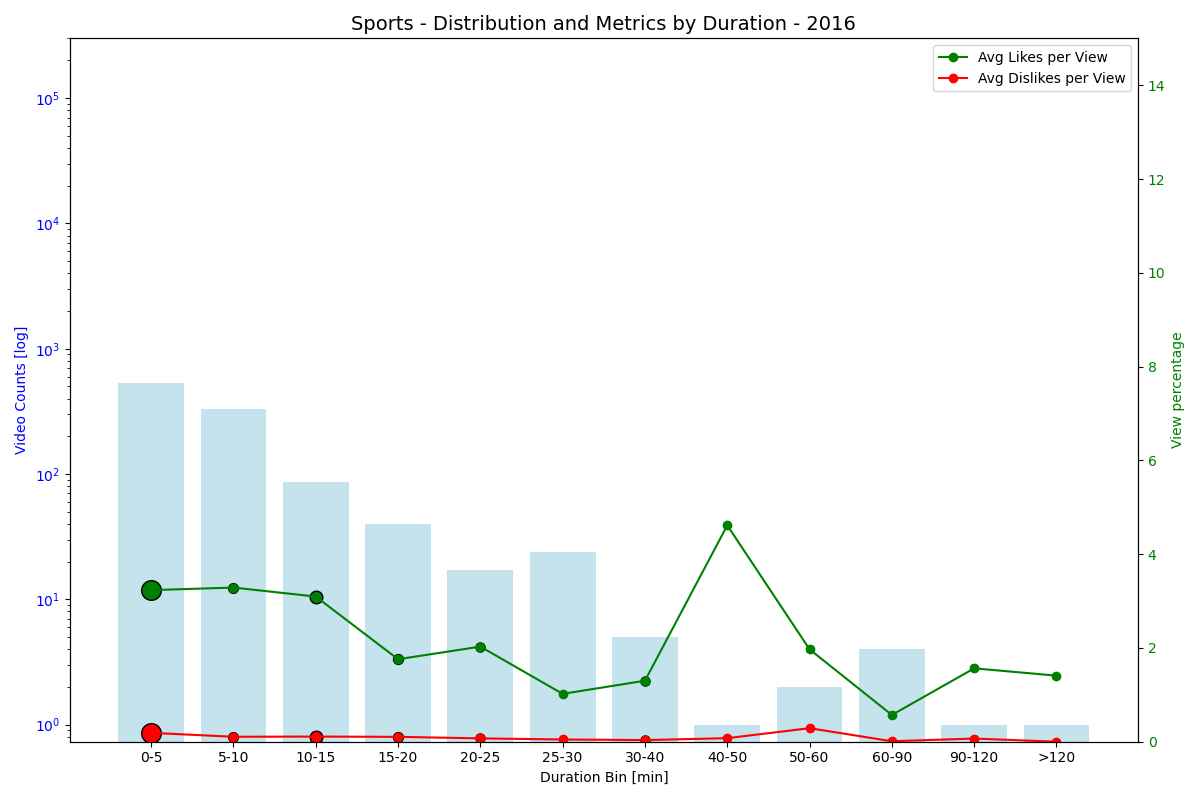 Sports - Distribution and Metrics by Duration - 2016
Avg Likes per View
Avg Dislikes per View
Video Counts [log]
10^5
10^4
10^3
10^2
10^1
10^0
View percentage
14
12
10
8
6
4
2
0
0-5 5-10 10-15 15-20 20-25 25-30 30-40 40-50 50-60 60-90 90-120 >120
Duration Bin [min]